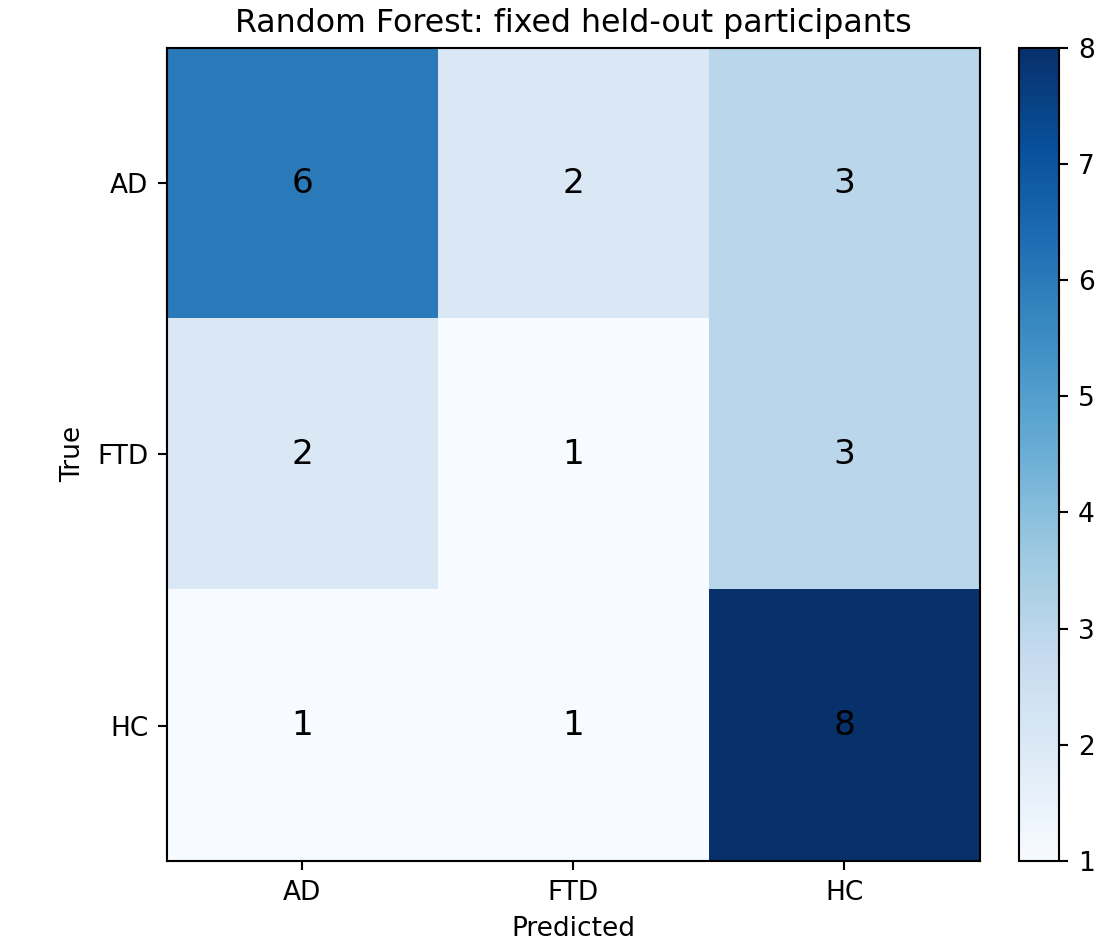 Random Forest: fixed held-out participants
8
AD 6 2 3
7
6
5
True FTD 2 1 3
4
3
HC 1 1 8
2
1
AD FTD HC
Predicted